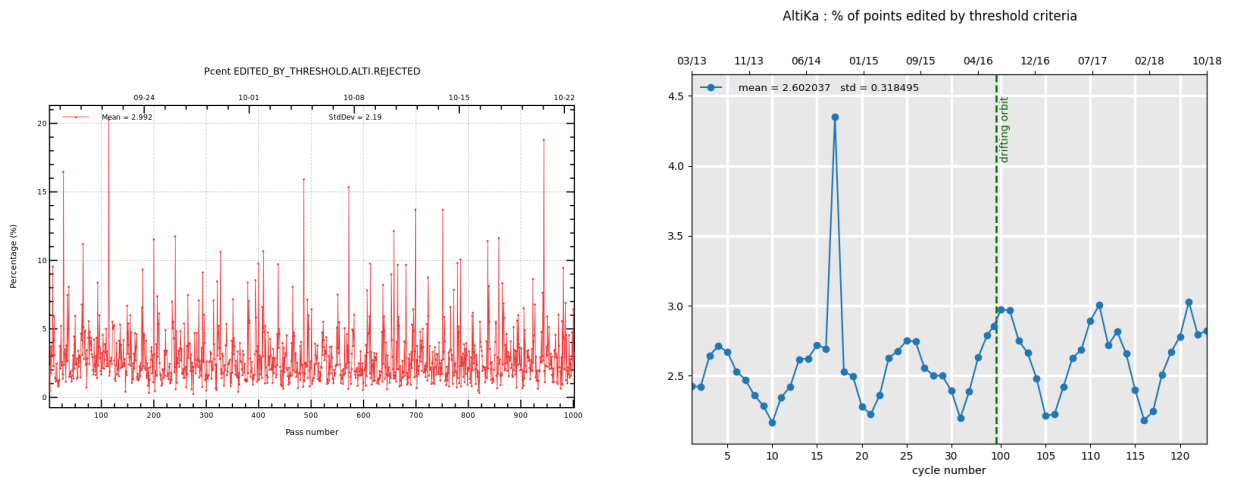 Pcent EDITED_BY_THRESHOLD.ALTI.REJECTED
09-24 10-01 10-08 10-15 10-22
Mean = 2.992 StdDev = 2.19
Percentage (%)
20
15
10
5
0
100 200 300 400 500 600 700 800 900 1000
Pass number
AltiKa : % of points edited by threshold criteria
03/13 11/13 06/14 01/15 09/15 04/16 12/16 07/17 02/18 10/18
mean = 2.602037 std = 0.318495
drifting orbit
4.5
4.0
3.5
3.0
2.5
5 10 15 20 25 30 100 105 110 115 120
cycle number